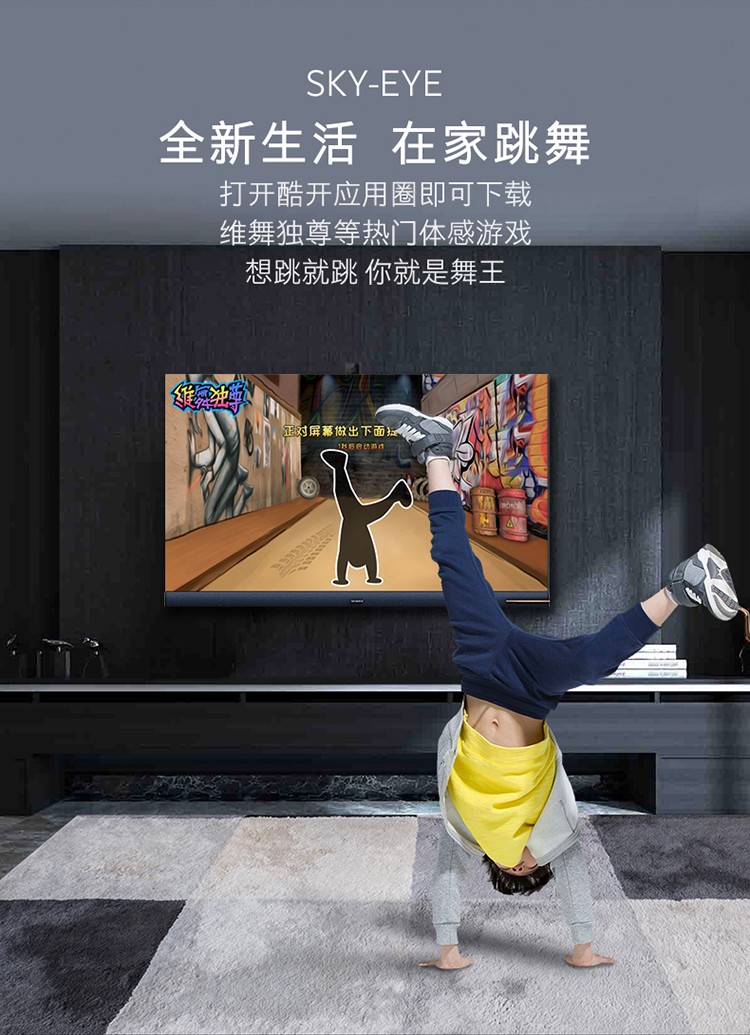 SKY-EYE
全新生活 在家跳舞
打开酷开应用圈即可下载
维舞独尊等热门体感游戏
想跳就跳 你就是舞王
维舞独尊
正对屏幕做出下面